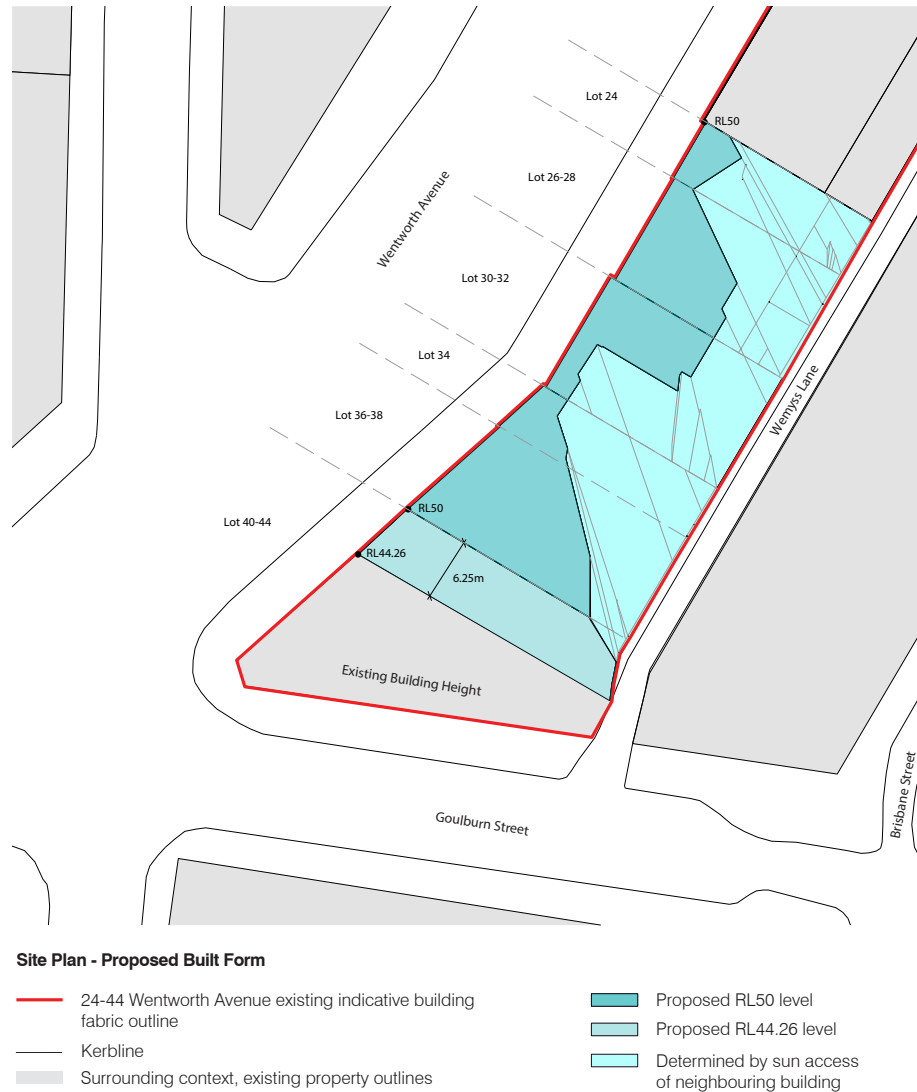 Lot 24
RL50
Lot 26-28
Wentworth Avenue
Lot 30-32
Lot 34
Wemyss Lane
Lot 36-38
RL50
Lot 40-44
RL44.26
6.25m
Existing Building Height
Brisbane Street
Goulburn Street
Site Plan - Proposed Built Form
24-44 Wentworth Avenue existing indicative building
fabric outline
Kerbline
Surrounding context, existing property outlines
Proposed RL50 level
Proposed RL44.26 level
Determined by sun access
of neighbouring building